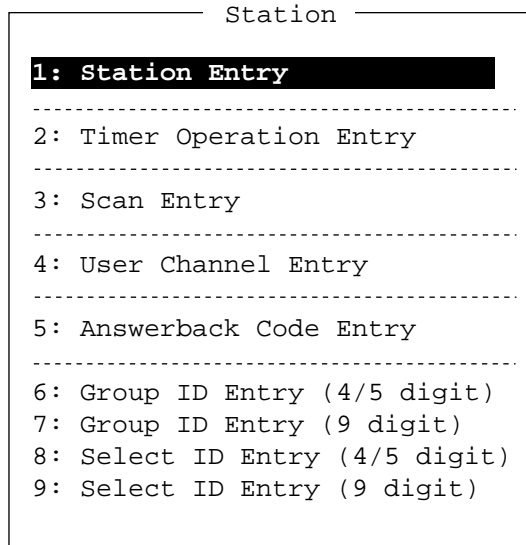 Station
1: Station Entry
2: Timer Operation Entry
3: Scan Entry
4: User Channel Entry
5: Answerback Code Entry
6: Group ID Entry (4/5 digit)
7: Group ID Entry (9 digit)
8: Select ID Entry (4/5 digit)
9: Select ID Entry (9 digit)